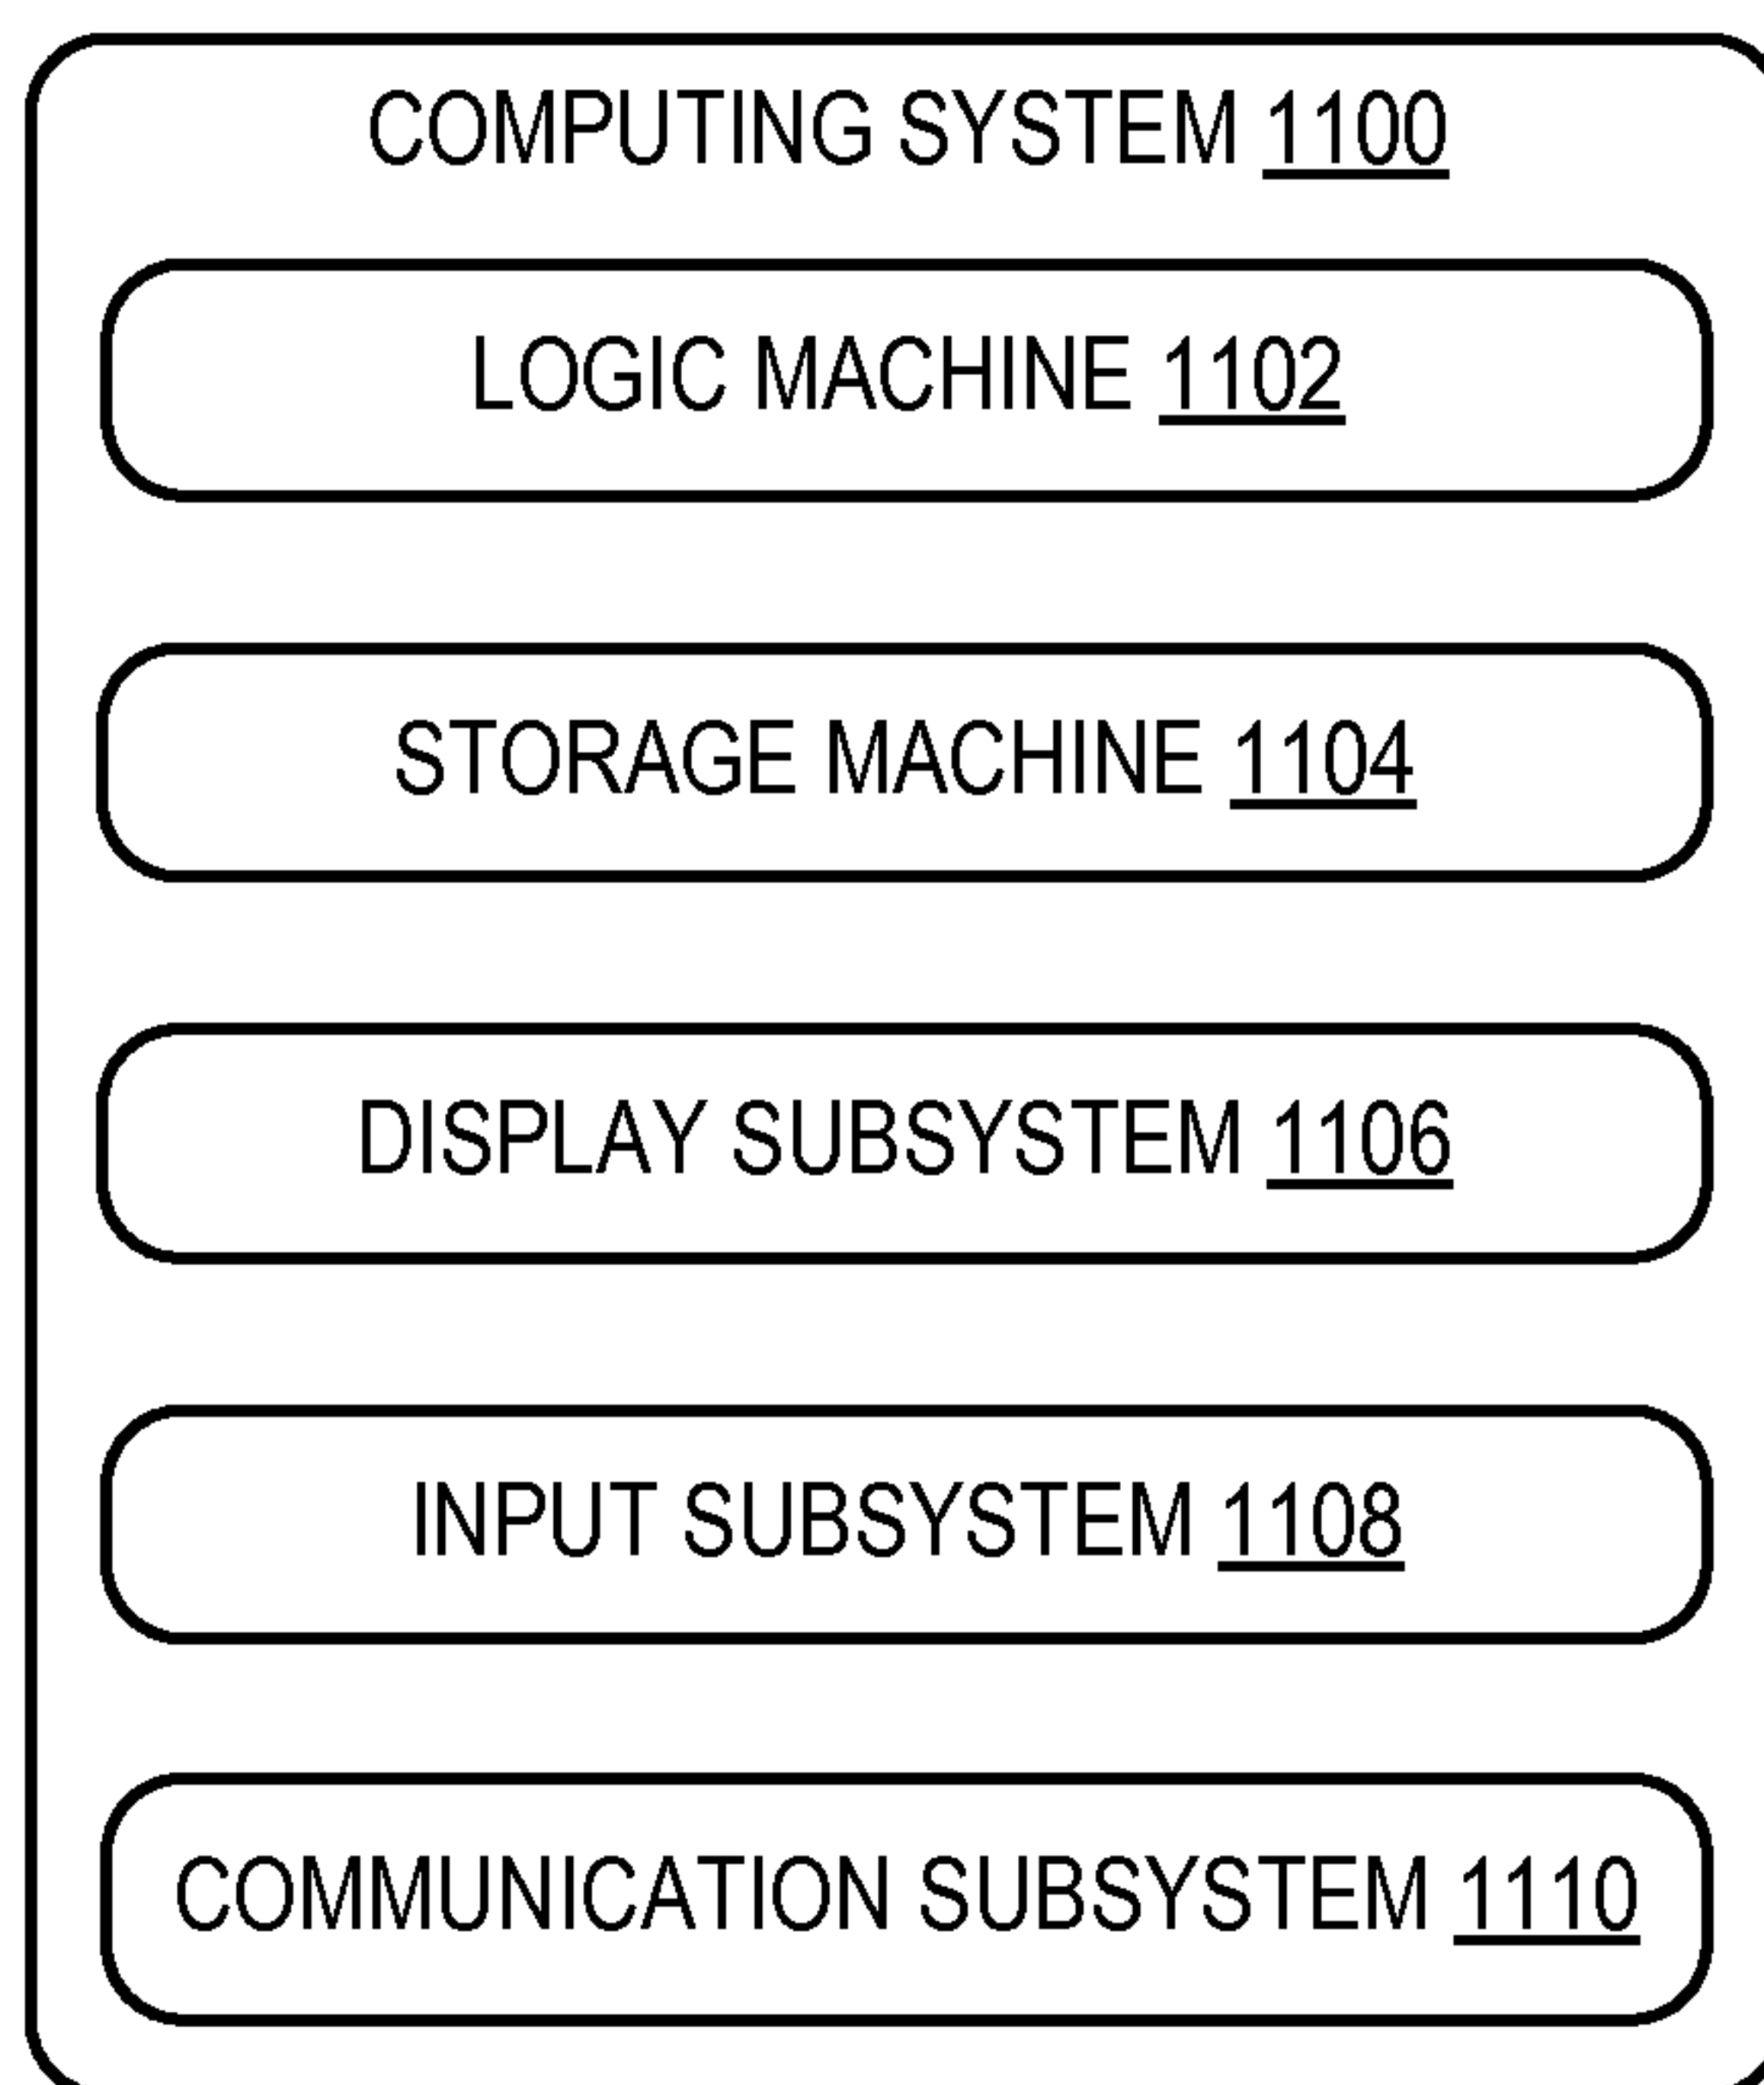 COMPUTING SYSTEM 1100
LOGIC MACHINE 1102
STORAGE MACHINE 1104
DISPLAY SUBSYSTEM 1106
INPUT SUBSYSTEM 1108
COMMUNICATION SUBSYSTEM 1110